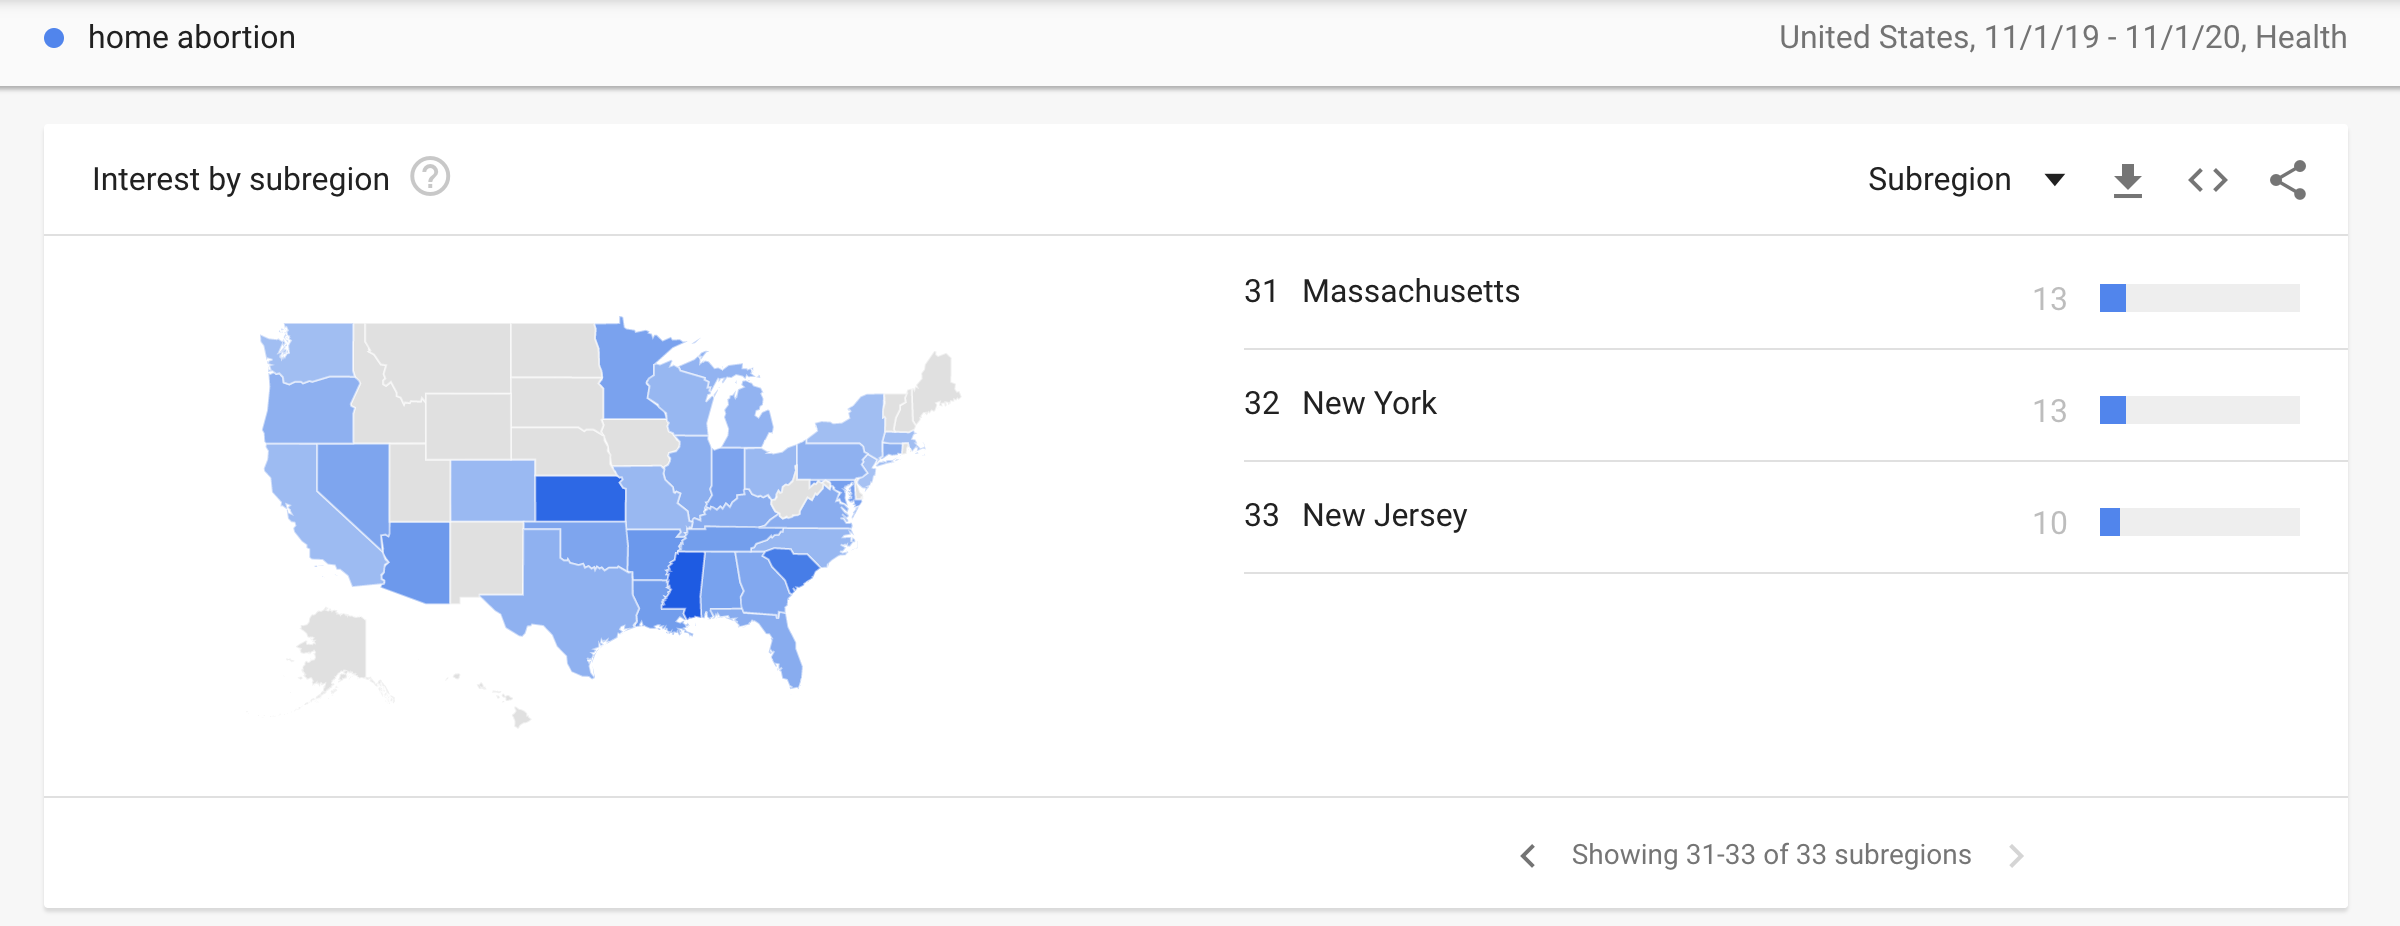 home abortion
United States, 11/1/19 - 11/1/20, Health
Interest by subregion ?
Subregion
31 Massachusetts 13
32 New York 13
33 New Jersey 10
Showing 31-33 of 33 subregions